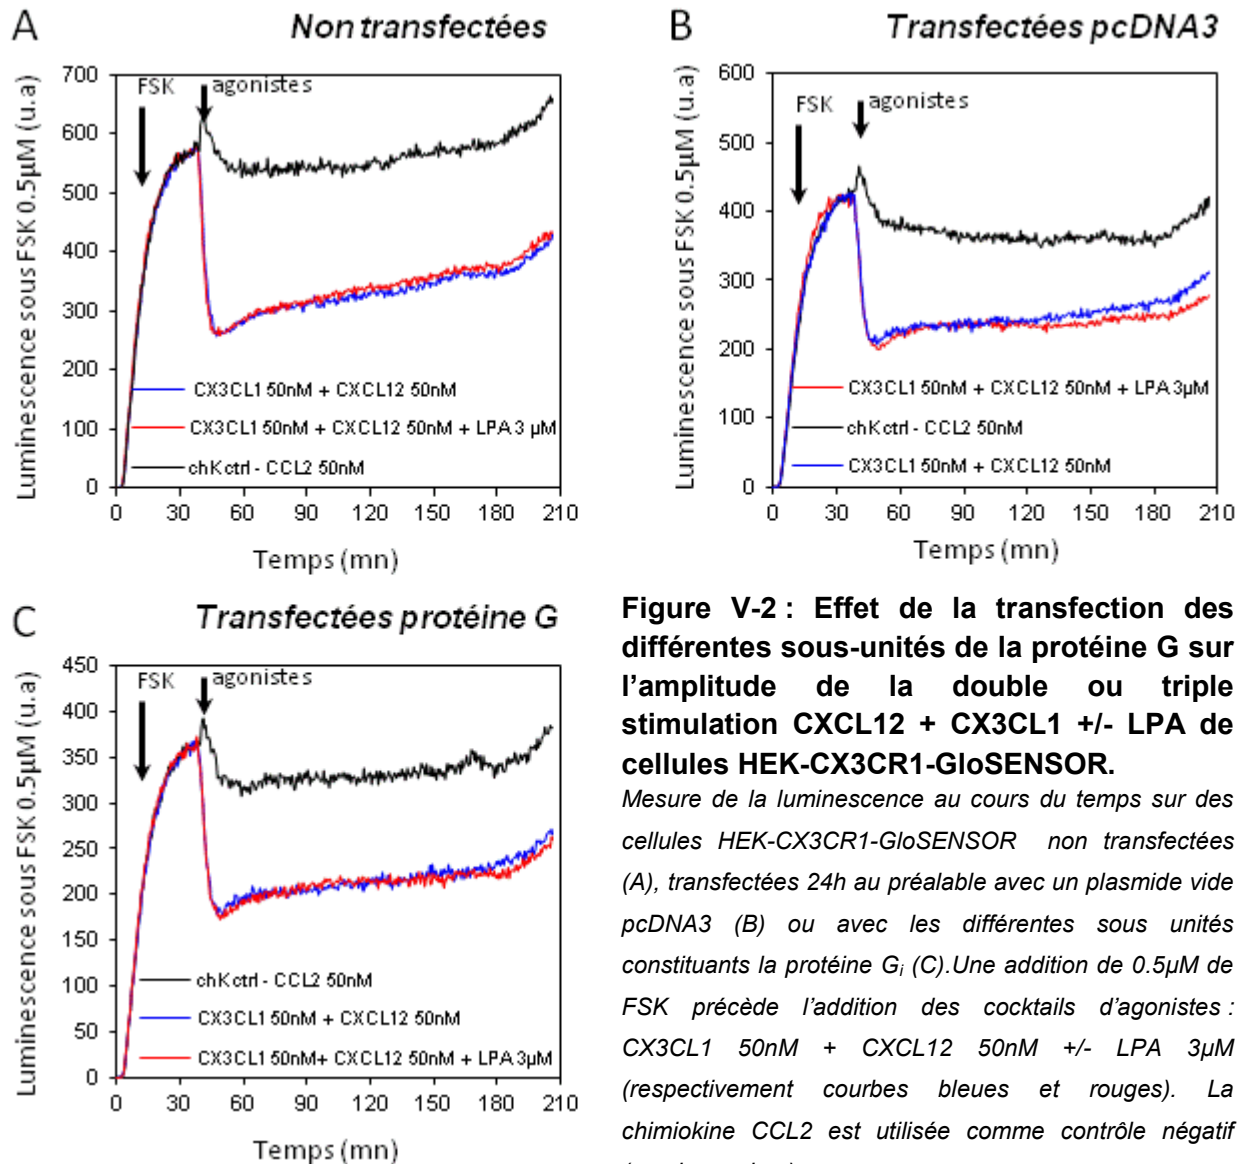 A
Non transfectées
Luminescence sous FSK 0.5µM (u.a)
700
600
500
400
300
200
100
0
FSK
agonistes
CX3CL1 50nM + CXCL12 50nM
CX3CL1 50nM + CXCL12 50nM + LPA 3 µM
chK ctrl - CCL2 50nM
0 30 60 90 120 150 180 210
Temps (mn)
B
Transfectées pcDNA3
Luminescence sous FSK 0.5µM (u.a)
600
500
400
300
200
100
0
FSK
agonistes
CX3CL1 50nM + CXCL12 50nM + LPA 3µM
chK ctrl - CCL2 50nM
CX3CL1 50nM + CXCL12 50nM
0 30 60 90 120 150 180 210
Temps (mn)
C
Transfectées protéine G
Luminescence sous FSK 0.5µM (u.a)
450
400
350
300
250
200
150
100
50
0
FSK
agonistes
chK ctrl - CCL2 50nM
CX3CL1 50nM + CXCL12 50nM
CX3CL1 50nM+ CXCL12 50nM + LPA 3µM
0 30 60 90 120 150 180 210
Temps (mn)
Figure V-2 : Effet de la transfection des
différentes sous-unités de la protéine G sur
l'amplitude de la double ou triple
stimulation CXCL12 + CX3CL1 +/- LPA de
cellules HEK-CX3CR1-GloSENSOR.
Mesure de la luminescence au cours du temps sur des
cellules HEK-CX3CR1-GloSENSOR non transfectées
(A), transfectées 24h au préalable avec un plasmide vide
pcDNA3 (B) ou avec les différentes sous unités
constituants la protéine Gi (C).Une addition de 0.5µM de
FSK précède l'addition des cocktails d'agonistes :
CX3CL1 50nM + CXCL12 50nM +/- LPA 3µM
(respectivement courbes bleues et rouges). La
chimiokine CCL2 est utilisée comme contrôle négatif